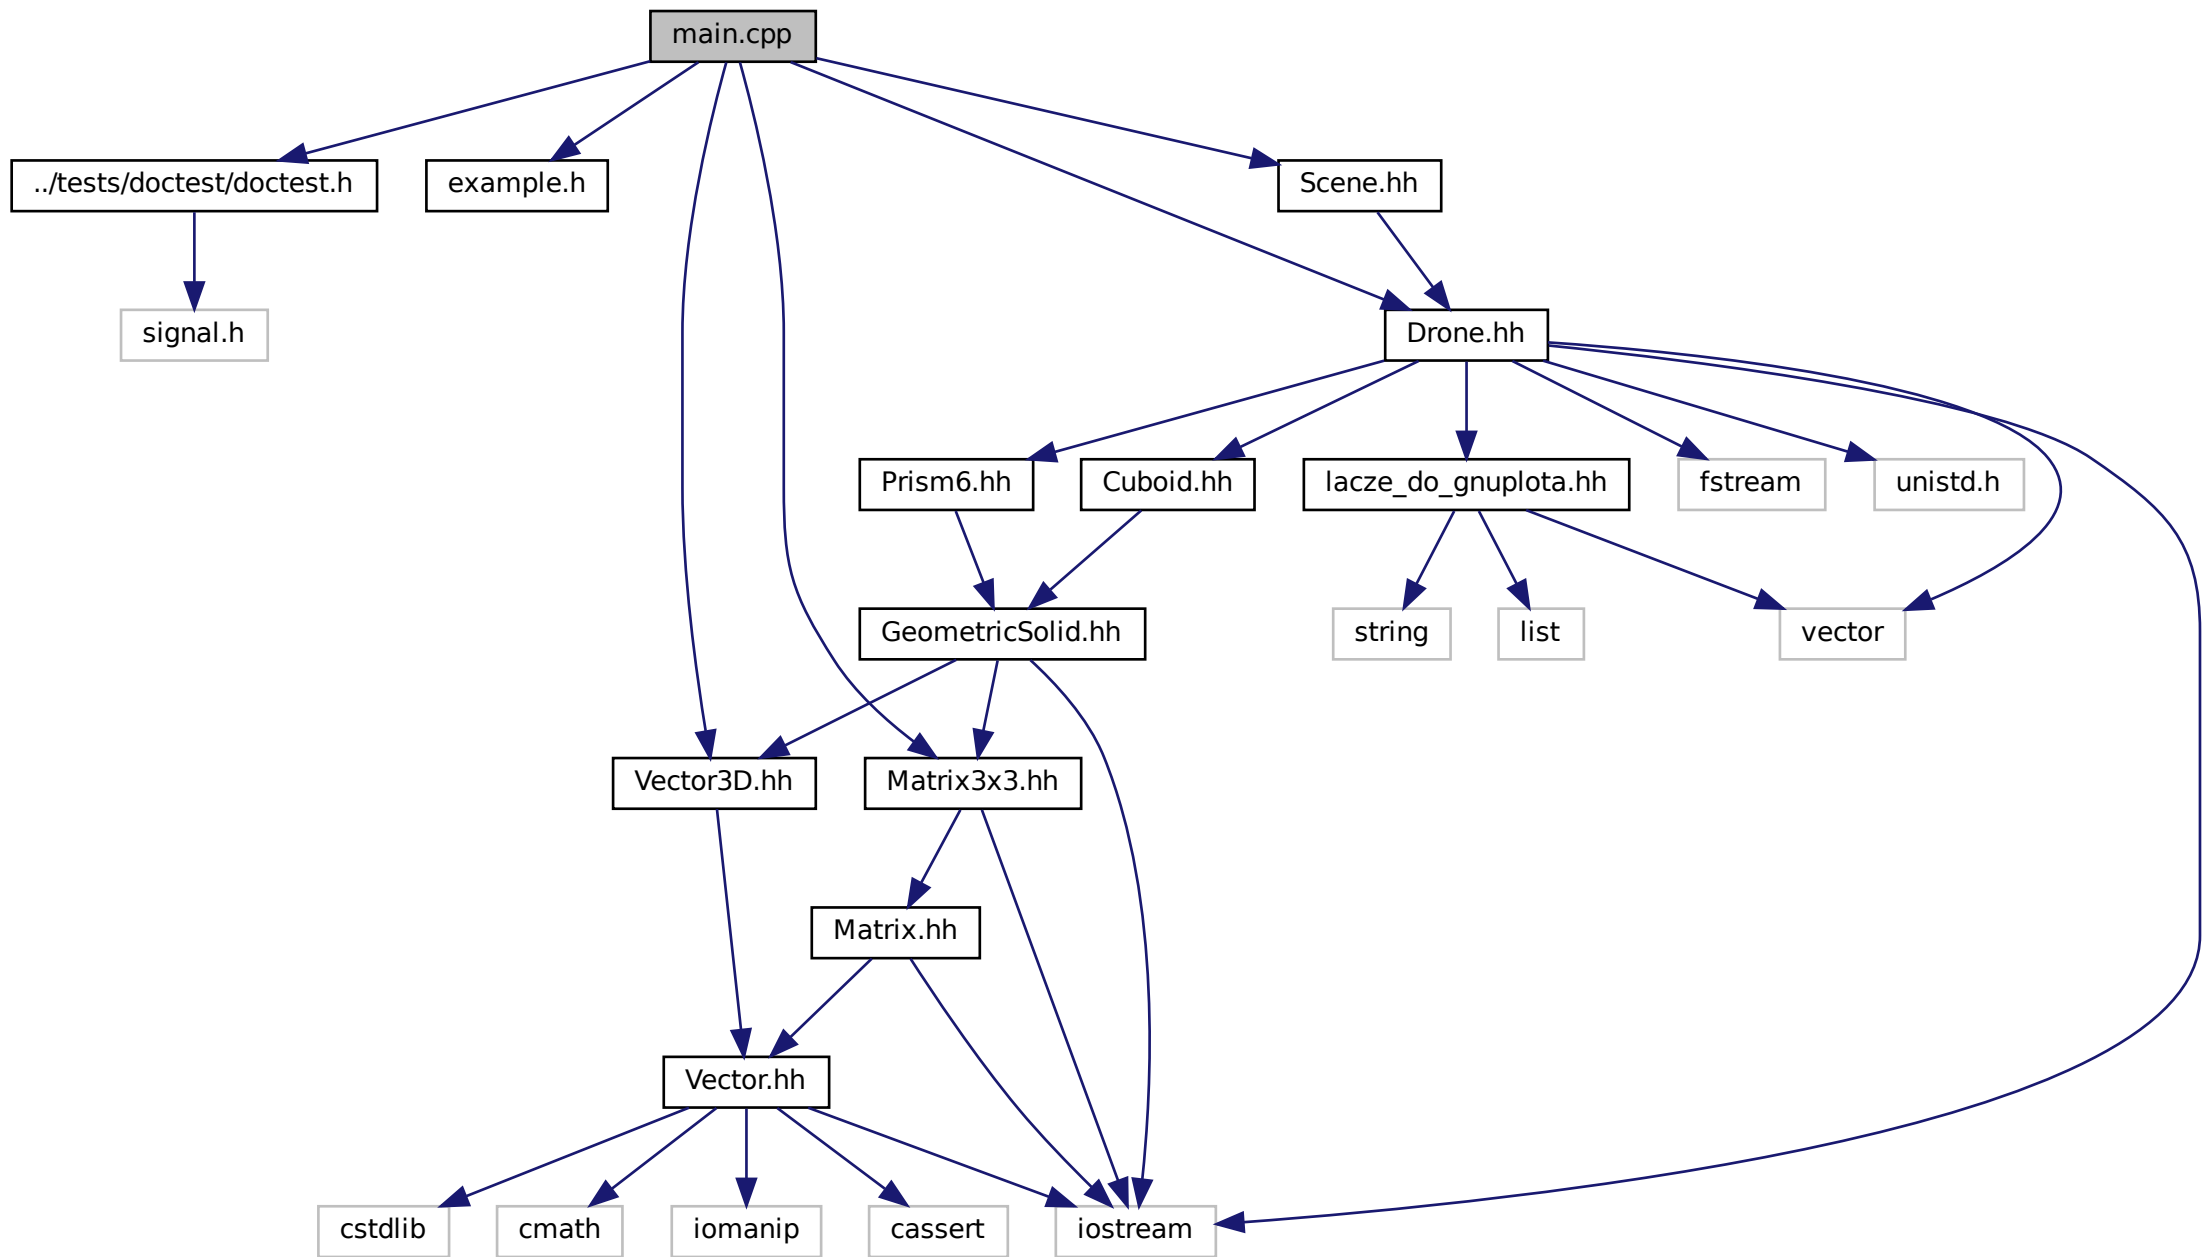 main.cpp
../tests/doctest/doctest.h
example.h
Scene.hh
signal.h
Drone.hh
Prism6.hh
Cuboid.hh
lacze_do_gnuplota.hh
fstream
unistd.h
GeometricSolid.hh
string
list
vector
Vector3D.hh
Matrix3x3.hh
Matrix.hh
Vector.hh
cstdlib
cmath
iomanip
cassert
iostream